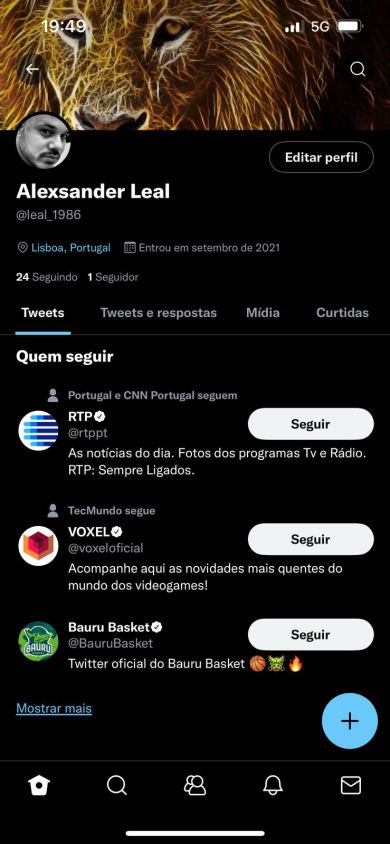 19:49
5G
Editar perfil
Alexsander Leal
@leal_1986
Lisboa, Portugal Entrou em setembro de 2021
24 Seguindo 1 Seguidor
Tweets Tweets e respostas Mídia Curtidas
Quem seguir
Portugal e CNN Portugal seguem
RTP
@rtppt
Seguir
As notícias do dia. Fotos dos programas Tv e Rádio.
RTP: Sempre Ligados.
TecMundo segue
VOXEL
@voxeloficial
Seguir
Acompanhe aqui as novidades mais quentes do
mundo dos videogames!
BAURU
Bauru Basket
@BauruBasket
Seguir
Twitter oficial do Bauru Basket 🏀🐲🔥
Mostrar mais